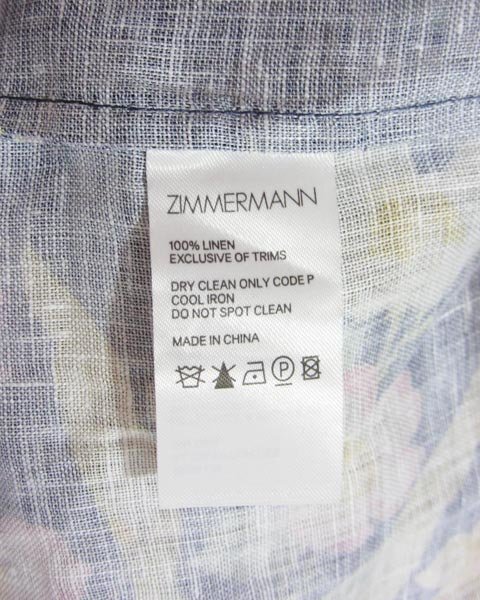 ZIMMERMANN
100% LINEN
EXCLUSIVE OF TRIMS
DRY CLEAN ONLY CODE P
COOL IRON
DO NOT SPOT CLEAN
MADE IN CHINA
P